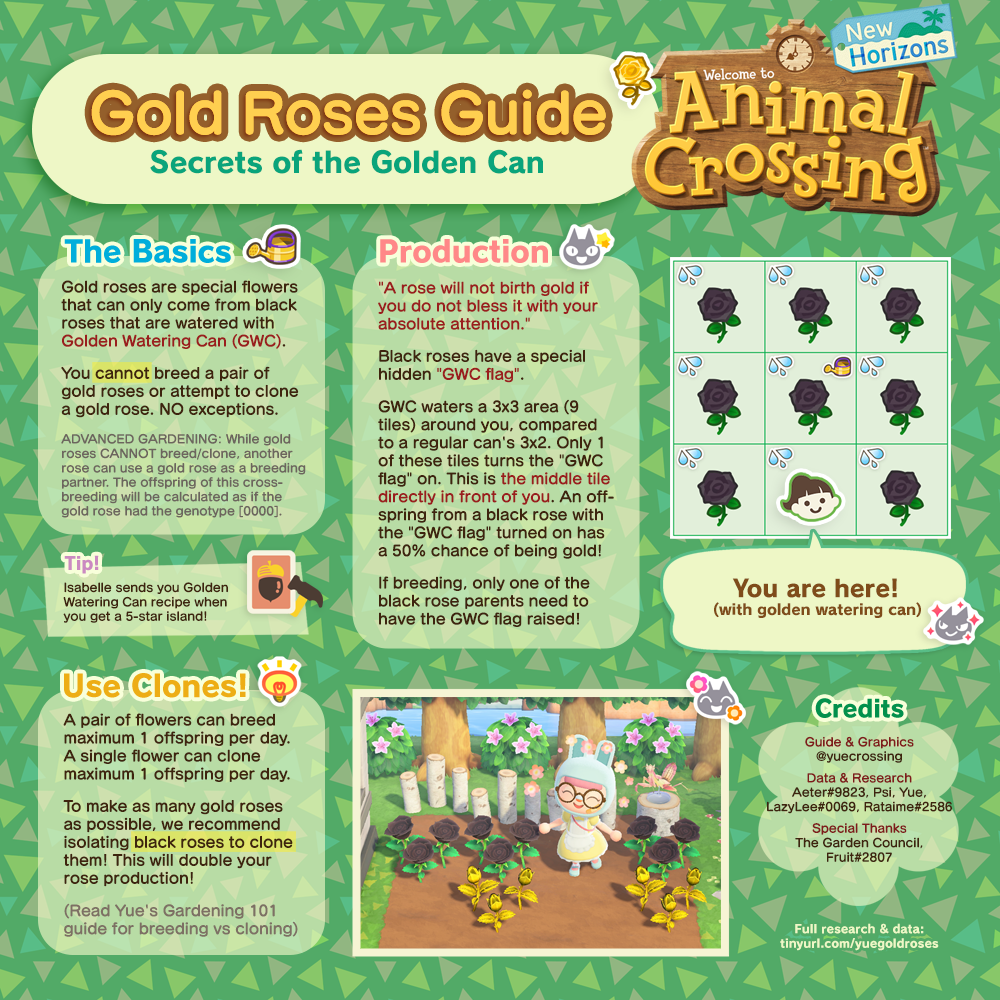 Gold Roses Guide
Secrets of the Golden Can
Welcome to
Animal
Crossing
New
Horizons
The Basics
Gold roses are special flowers
that can only come from black
roses that are watered with
Golden Watering Can (GWC).
You cannot breed a pair of
gold roses or attempt to clone
a gold rose. NO exceptions.
ADVANCED GARDENING: While gold
roses CANNOT breed/clone, another
rose can use a gold rose as a breeding
partner. The offspring of this cross-
breeding will be calculated as if the
gold rose had the genotype [0000].
Tip!
Isabelle sends you Golden
Watering Can recipe when
you get a 5-star island!
Use Clones!
A pair of flowers can breed
maximum 1 offspring per day.
A single flower can clone
maximum 1 offspring per day.
To make as many gold roses
as possible, we recommend
isolating black roses to clone
them! This will double your
rose production!
(Read Yue's Gardening 101
guide for breeding vs cloning)
Production
"A rose will not birth gold if
you do not bless it with your
absolute attention."
Black roses have a special
hidden "GWC flag".
GWC waters a 3x3 area (9
tiles) around you, compared
to a regular can's 3x2. Only 1
of these tiles turns the "GWC
flag" on. This is the middle tile
directly in front of you. An off-
spring from a black rose with
the "GWC flag" turned on has
a 50% chance of being gold!
If breeding, only one of the
black rose parents need to
have the GWC flag raised!
You are here!
(with golden watering can)
Credits
Guide & Graphics
@yuecrossing
Data & Research
Aeter#9823, Psi, Yue,
LazyLee#0069, Rataime#2586
Special Thanks
The Garden Council,
Fruit#2807
Full research & data:
tinyurl.com/yuegoldroses